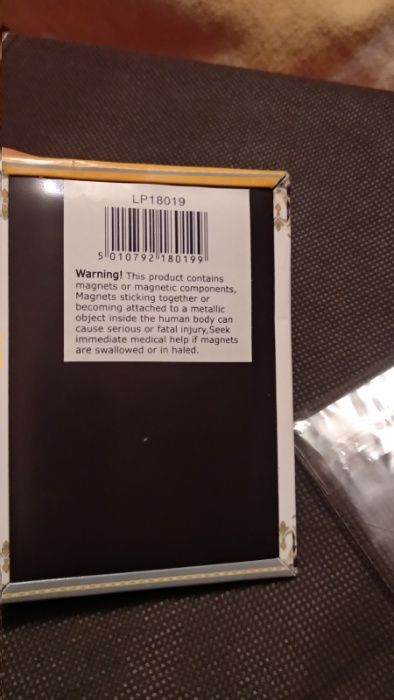 LP18019
5 010792 180199
Warning! This product contains
magnets or magnetic components,
Magnets sticking together or
becoming attached to a metallic
object inside the human body can
cause serious or fatal injury,Seek
immediate medical help if magnets
are swallowed or in haled.